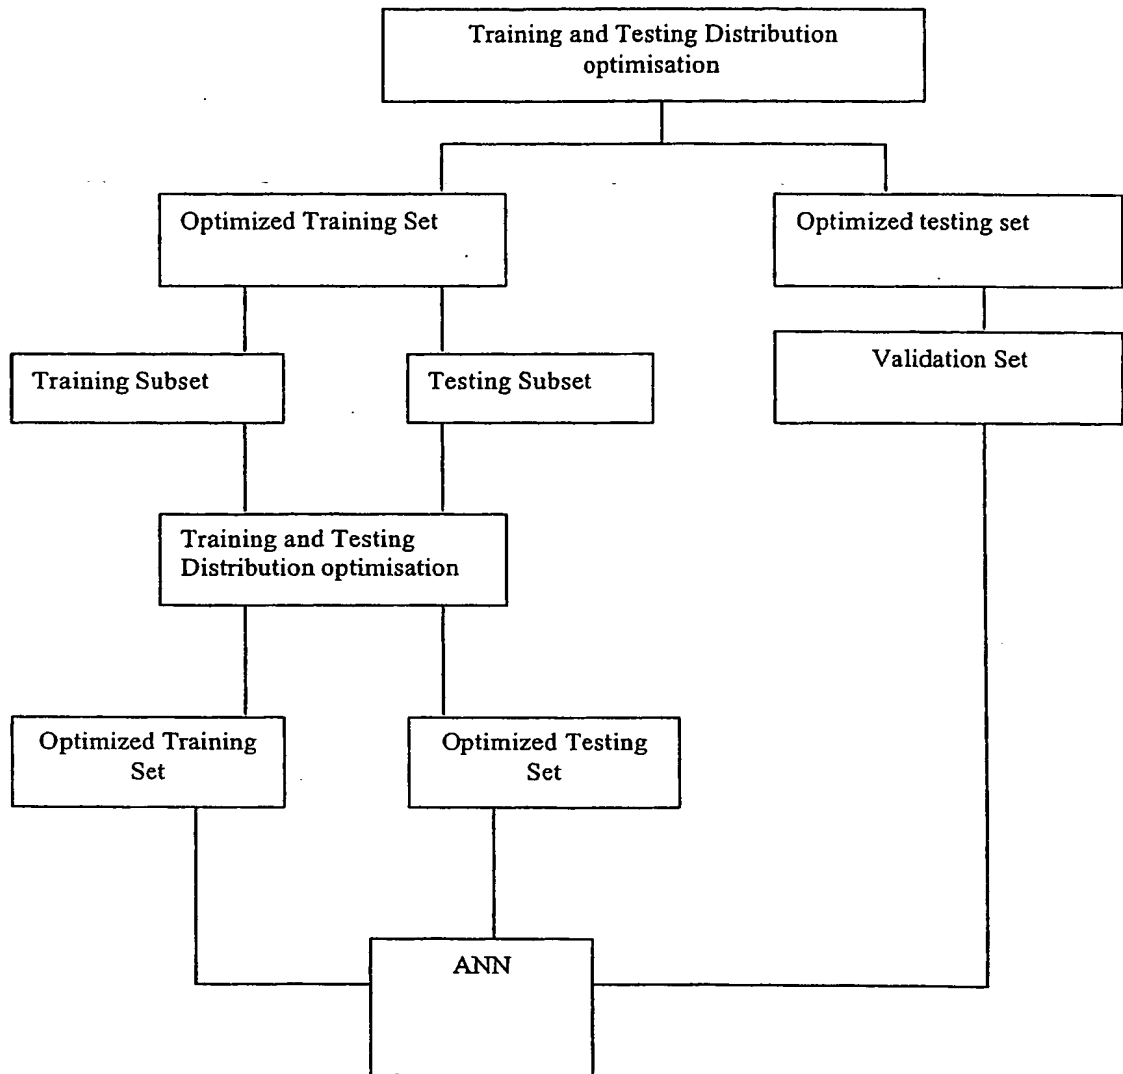 Training and Testing Distribution
optimisation
Optimized Training Set
Optimized testing set
Training Subset
Testing Subset
Validation Set
Training and Testing
Distribution optimisation
Optimized Training
Set
Optimized Testing
Set
ANN